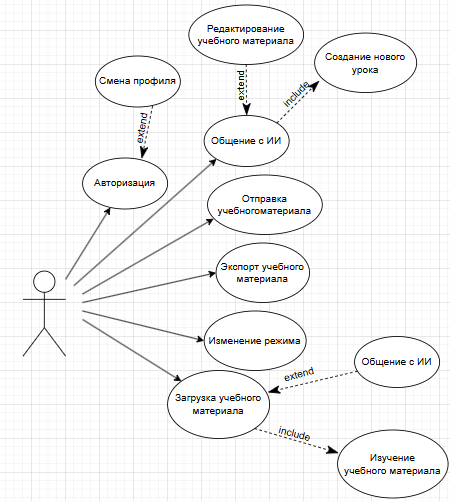 Редактирование
учебного материала
Создание нового
урока
Смена профиля
extend
include
extend
Общение с ИИ
Авторизация
Отправка
учебногоматериала
Экспорт учебного
материала
Изменение режима
Общение с ИИ
extend
Загрузка учебного
материала
include
Изучение
учебного материала